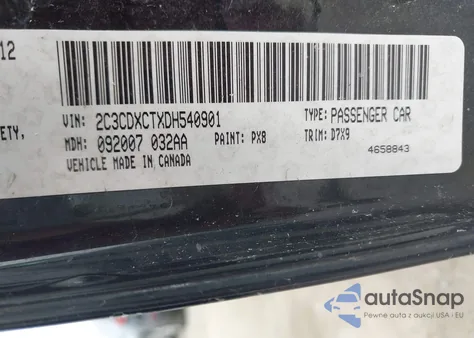 12
VIN: 2C3CDXCTXDH540901
TYPE: PASSENGER CAR
ETY,
MDH: 092007 032AA
PAINT: PX8
TRIM: D7X9
VEHICLE MADE IN CANADA
4658843
autoSnap
Pewne auta z aukcji USA i EU